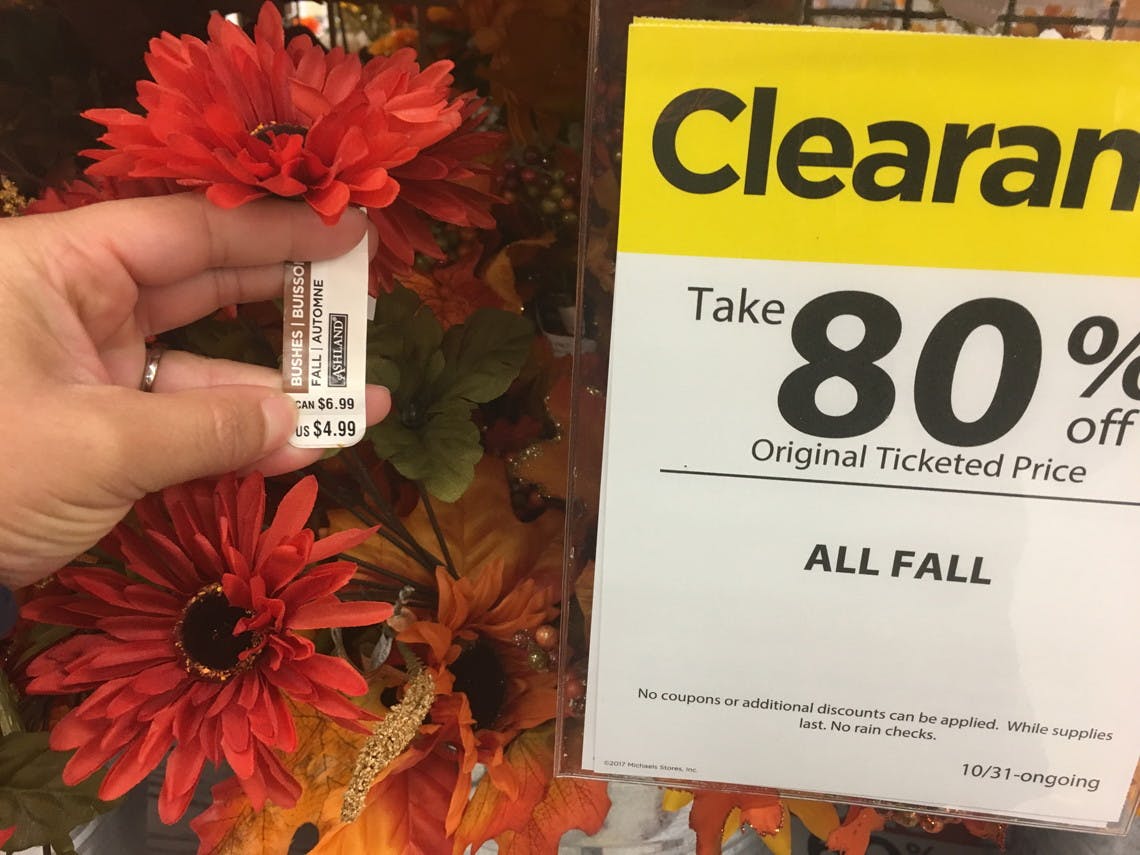 BUSHES | BUISSO
FALL | AUTOMNE
ASHLAND
CAN $6.99
US $4.99
Clearan
Take 80%
off
Original Ticketed Price
ALL FALL
No coupons or additional discounts can be applied. While supplies
last. No rain checks.
©2017 Michaels Stores, Inc.
10/31-ongoing
80%